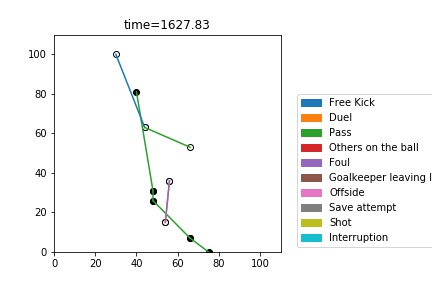 time=1627.83
100
80
60
40
20
0
0 20 40 60 80 100
Free Kick
Duel
Pass
Others on the ball
Foul
Goalkeeper leaving l
Offside
Save attempt
Shot
Interruption